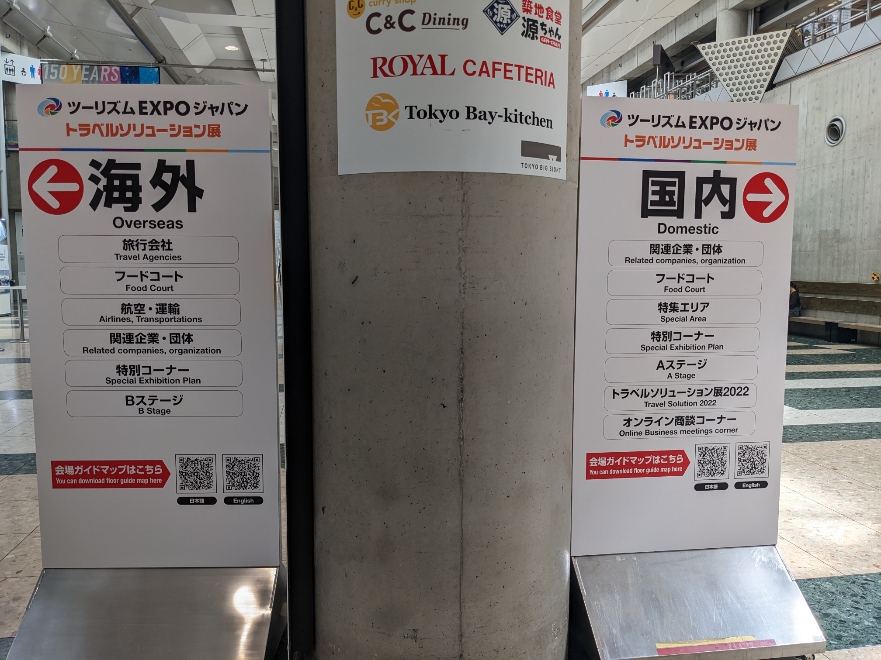 curry shop
C&C Dining
築地食堂
源ちゃん
源
ROYAL CAFETERIA
TBK
Tokyo Bay-kitchen
TOKYO BIG SIGHT
150 YEARS
ツーリズムEXPOジャパン
トラベルソリューション展
海外
Overseas
旅行会社
Travel Agencies
フードコート
Food Court
航空・運輸
Airlines, Transportations
関連企業・団体
Related companies, organization
特別コーナー
Special Exhibition Plan
Bステージ
B Stage
会場ガイドマップはこちら
You can download floor guide map here
日本語
English
ツーリズムEXPOジャパン
トラベルソリューション展
国内
Domestic
関連企業・団体
Related companies, organization
フードコート
Food Court
特集エリア
Special Area
特別コーナー
Special Exhibition Plan
Aステージ
A Stage
トラベルソリューション展2022
Travel Solution 2022
オンライン商談コーナー
Online Business meetings corner
会場ガイドマップはこちら
You can download floor guide map here
日本語
English